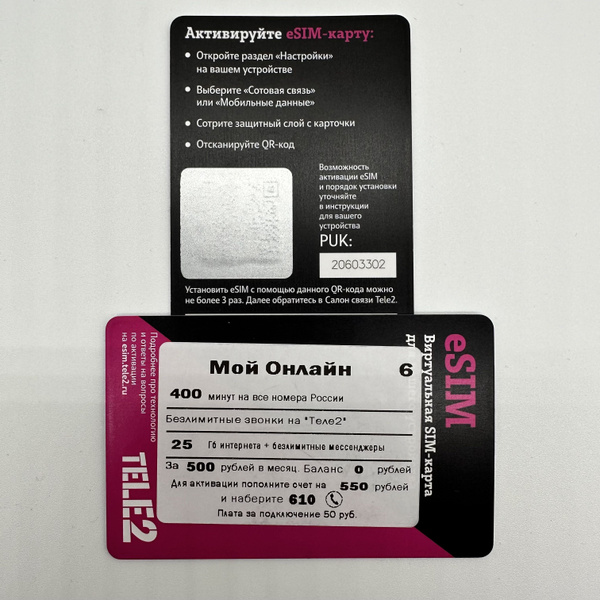 Активируйте eSIM-карту:
Откройте раздел «Настройки»
на вашем устройстве
Выберите «Сотовая связь»
или «Мобильные данные»
Сотрите защитный слой с карточки
Отсканируйте QR-код
Возможность
активации eSIM
и порядок установки
уточняйте
в инструкции
для вашего
устройства
PUK:
20603302
Установить eSIM с помощью данного QR-кода можно
не более 3 раз. Далее обратитесь в Салон связи Tele2.
eSIM
Виртуальная SIM-карта
Мой Онлайн 6
400 минут на все номера России
Безлимитные звонки на "Теле2"
25 Гб интернета + безлимитные мессенджеры
За 500 рублей в месяц. Баланс 0 рублей
Для активации пополните счет на 550 рублей
и наберите 610
Плата за подключение 50 руб.
Подробнее про технологию
и ответы на вопросы
по активации
на esim.tele2.ru
TELE2